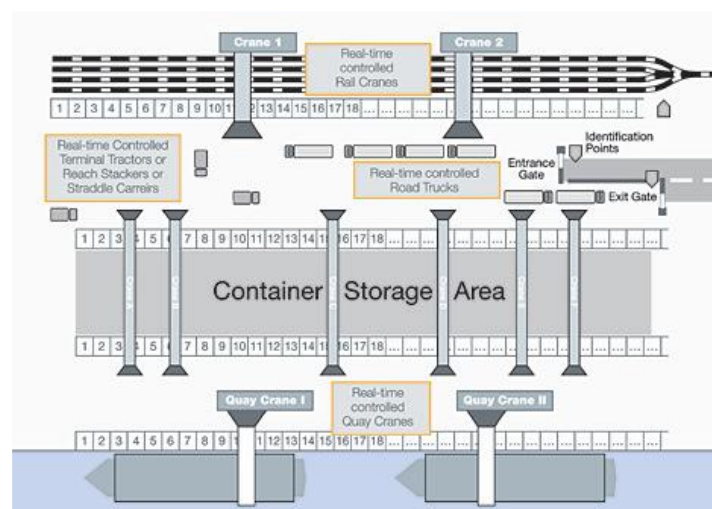 Crane 1
Crane 2
Real-time
controlled
Rail Cranes
1 2 3 4 5 6 7 8 9 10 11 12 13 14 15 16 17 18 ... ... ... ... ... ... ... ... ... ... ... ... ... ... ...
Real-time Controlled
Terminal Tractors or
Reach Stackers or
Straddle Carreirs
Real-time controlled
Road Trucks
Identification
Points
Entrance
Gate
Exit Gate
1 2 3 4 5 6 7 8 9 10 11 12 13 14 15 16 17 18 ... ... ... ... ... ... ... ... ... ... ... ... ... ... ...
Container Storage Area
1 2 3 4 5 6 7 8 9 10 11 12 13 14 15 16 17 18 ... ... ... ... ... ... ... ... ... ... ... ... ... ... ...
Quay Crane I
Quay Crane II
Real-time
controlled
Quay Cranes
1 2 3 4 5 6 7 8 9 10 13 14 15 16 17 18 ... ... ... ... ... ... ... ... ... ... ... ... ... ... ...